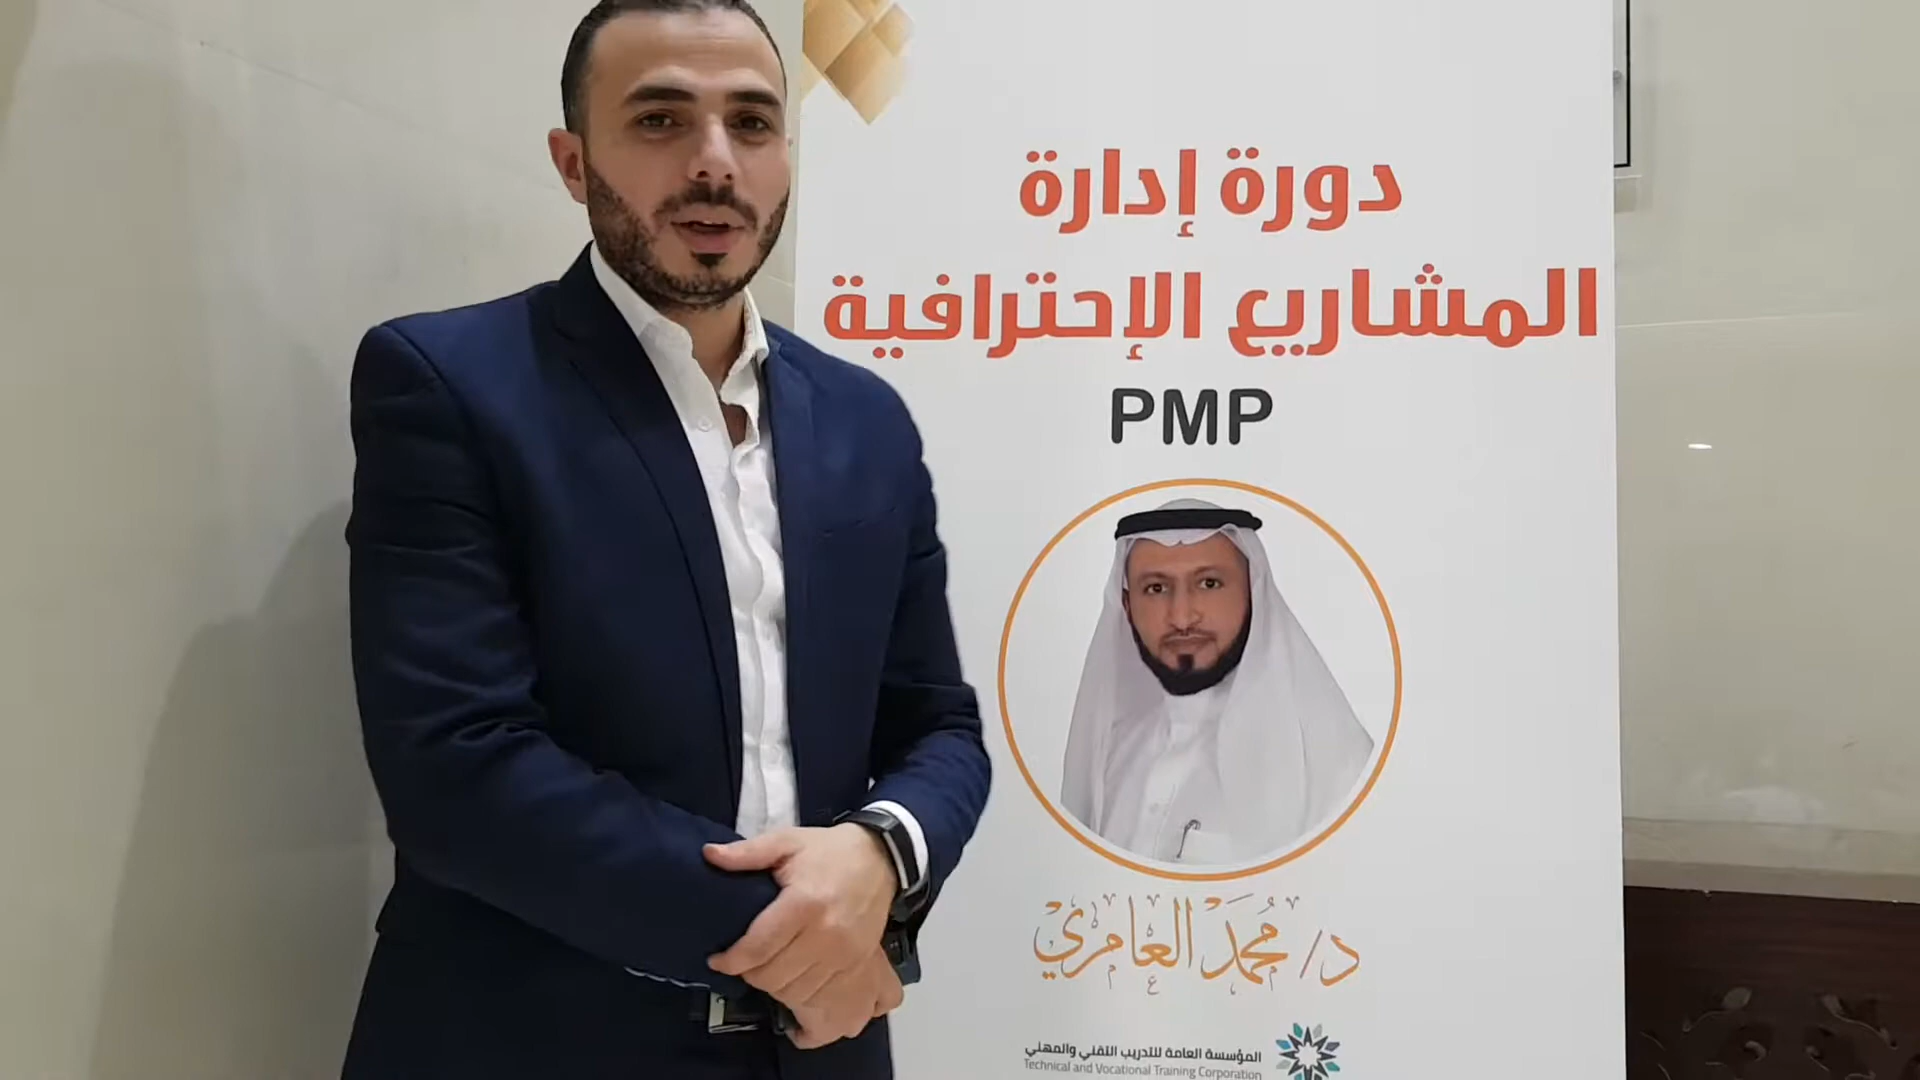 دورة إدارة
المشاريع الإحترافية
PMP
د/ محمد العامري
المؤسسة العامة للتدريب التقني والمهني
Technical and Vocational Training Corporation